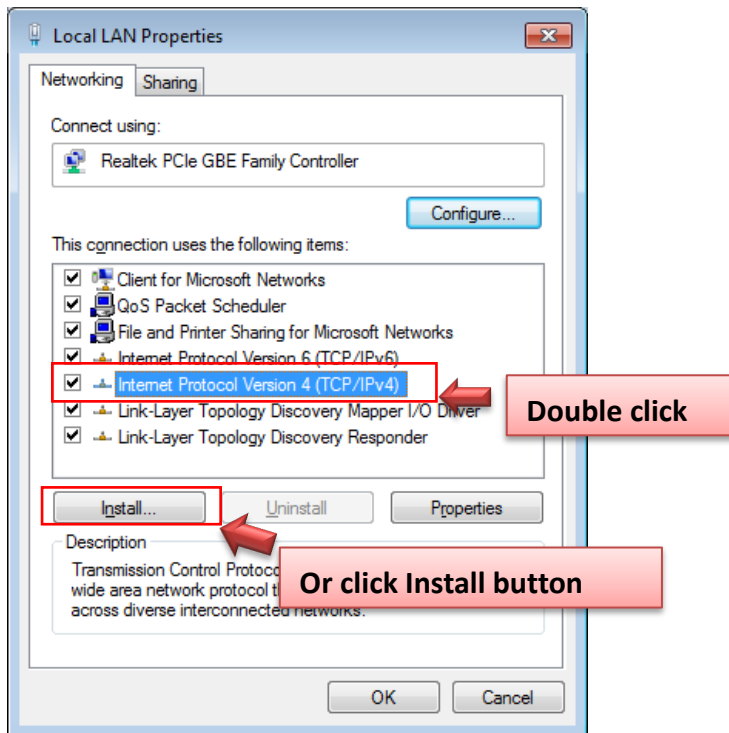 Local LAN Properties
Networking Sharing
Connect using:
Realtek PCIe GBE Family Controller
Configure...
This connection uses the following items:
Client for Microsoft Networks
QoS Packet Scheduler
File and Printer Sharing for Microsoft Networks
Internet Protocol Version 6 (TCP/IPv6)
Internet Protocol Version 4 (TCP/IPv4)
Link-Layer Topology Discovery Mapper I/O Driver
Double click
Link-Layer Topology Discovery Responder
Install... Uninstall Properties
Description
Transmission Control Protoco
wide area network protocol t
Or click Install button
across diverse interconnected networks.
OK Cancel